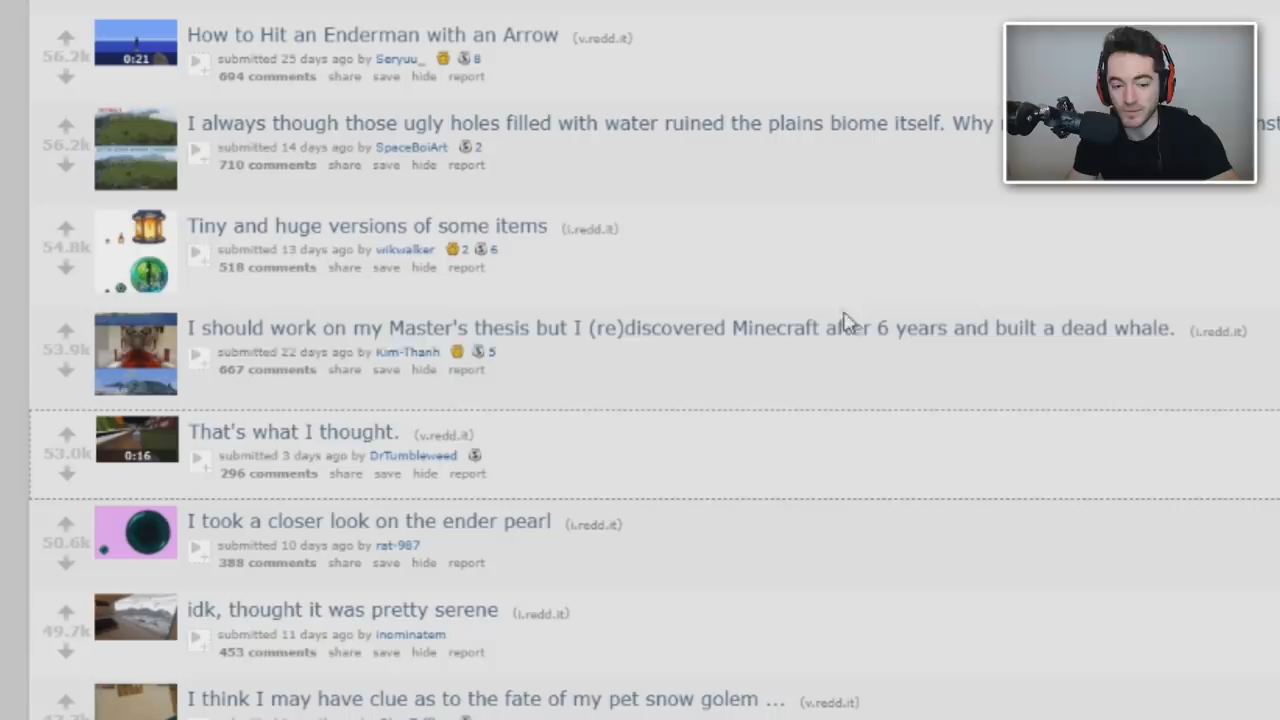 How to Hit an Enderman with an Arrow (v.redd.it)
56.2k
0:21
submitted 25 days ago by Seryuu_ 8
694 comments share save hide report
I always though those ugly holes filled with water ruined the plains biome itself. Why
56.2k
submitted 14 days ago by SpaceBoiArt 2
710 comments share save hide report
Tiny and huge versions of some items (i.redd.it)
54.8k
submitted 13 days ago by wikwalker 2 6
518 comments share save hide report
I should work on my Master's thesis but I (re)discovered Minecraft after 6 years and built a dead whale. (i.redd.it)
53.9k
submitted 22 days ago by Kim-Thanh 5
667 comments share save hide report
That's what I thought. (v.redd.it)
53.0k
0:16
submitted 3 days ago by DrTumbleweed
296 comments share save hide report
I took a closer look on the ender pearl (i.redd.it)
50.6k
submitted 10 days ago by rat-987
388 comments share save hide report
idk, thought it was pretty serene (i.redd.it)
49.7k
submitted 11 days ago by inominatem
453 comments share save hide report
I think I may have clue as to the fate of my pet snow golem ... (v.redd.it)